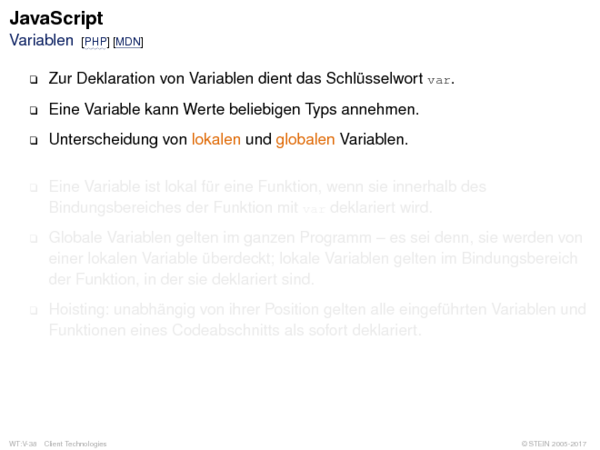 JavaScript
Variablen [PHP] [MDN]
❑ Zur Deklaration von Variablen dient das Schlüsselwort var.
❑ Eine Variable kann Werte beliebigen Typs annehmen.
❑ Unterscheidung von lokalen und globalen Variablen.
❑ Eine Variable ist lokal für eine Funktion, wenn sie innerhalb des
Bindungsbereiches der Funktion mit var deklariert wird.
❑ Globale Variablen gelten im ganzen Programm – es sei denn, sie werden von
einer lokalen Variable überdeckt; lokale Variablen gelten im Bindungsbereich
der Funktion, in der sie deklariert sind.
❑ Hoisting: unabhängig von ihrer Position gelten alle eingeführten Variablen und
Funktionen eines Codeabschnitts als sofort deklariert.
WT:V-38 Client Technologies © STEIN 2005-2017